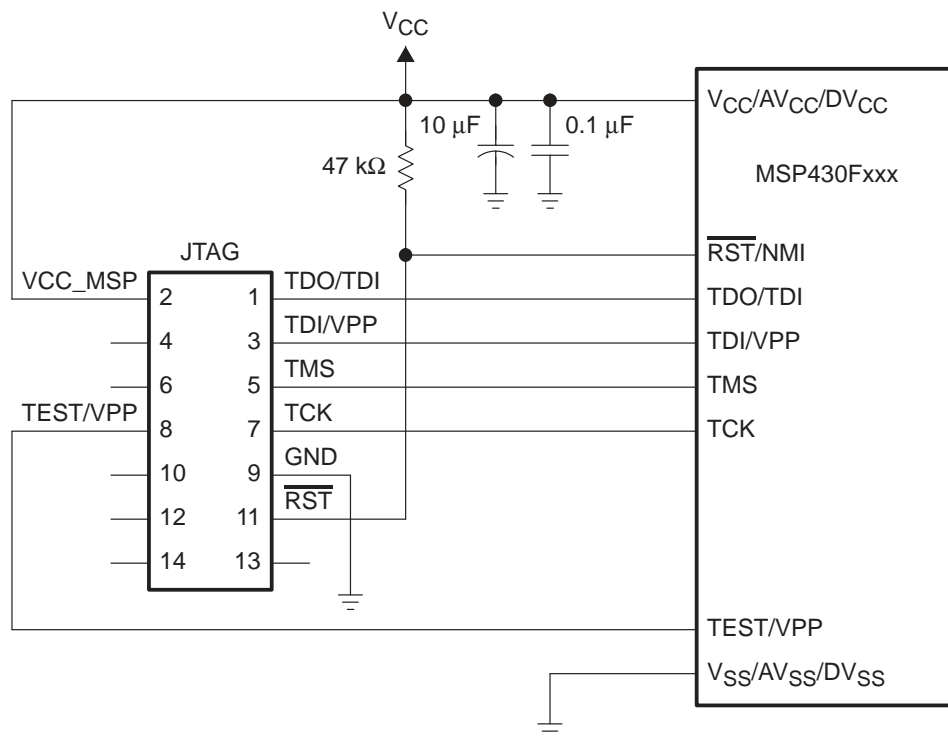 VCC
VCC/AVCC/DVCC
10 μF
0.1 μF
47 kΩ
MSP430Fxxx
JTAG
RST/NMI
VCC_MSP
2
1
TDO/TDI
TDO/TDI
4
3
TDI/VPP
TDI/VPP
6
5
TMS
TMS
TEST/VPP
8
7
TCK
TCK
10
9
GND
12
11
RST
14
13
TEST/VPP
VSS/AVSS/DVSS